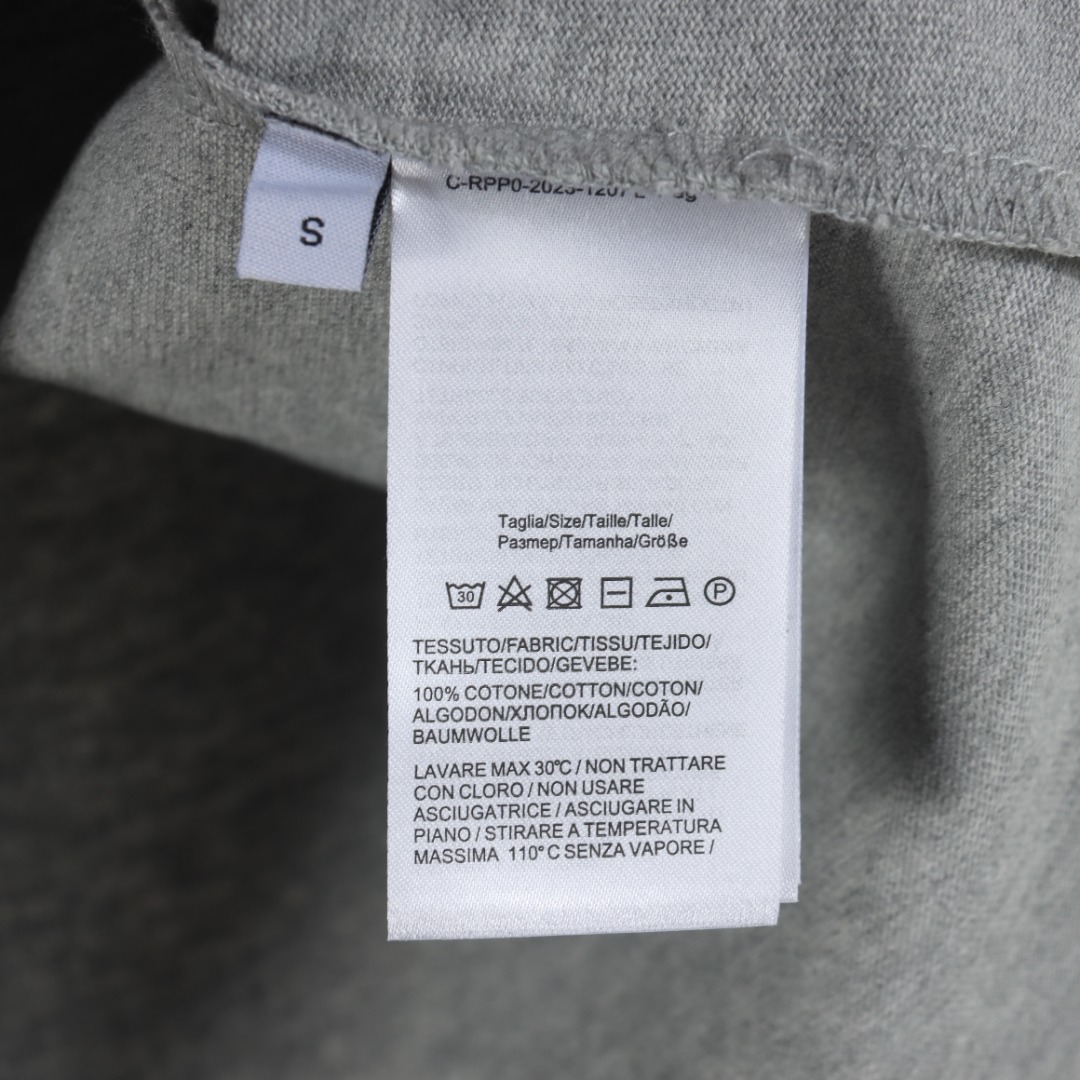 S
Taglia/Size/Taille/Talle/
Размер/Tamanha/Größe
30
P
TESSUTO/FABRIC/TISSU/TEJIDO/
ТКАНЬ/TECIDO/GEVEBE:
100% COTONE/COTTON/COTON/
ALGODON/ХЛОПОК/ALGODÃO/
BAUMWOLLE
LAVARE MAX 30°C / NON TRATTARE
CON CLORO / NON USARE
ASCIUGATRICE / ASCIUGARE IN
PIANO / STIRARE A TEMPERATURA
MASSIMA 110°C SENZA VAPORE /